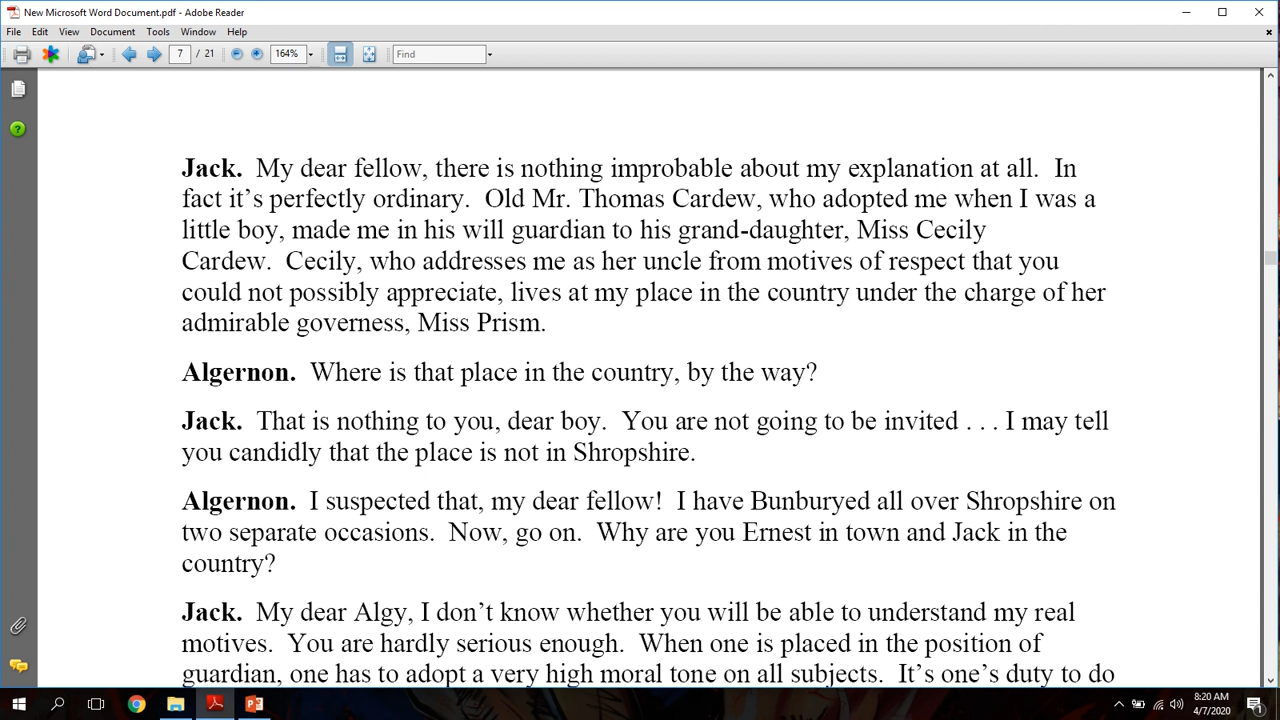 New Microsoft Word Document.pdf - Adobe Reader
File Edit View Document Tools Window Help
7 / 21 164% Find
Jack.  My dear fellow, there is nothing improbable about my explanation at all.  In
fact it’s perfectly ordinary.  Old Mr. Thomas Cardew, who adopted me when I was a
little boy, made me in his will guardian to his grand-daughter, Miss Cecily
Cardew.  Cecily, who addresses me as her uncle from motives of respect that you
could not possibly appreciate, lives at my place in the country under the charge of her
admirable governess, Miss Prism.
Algernon.  Where is that place in the country, by the way?
Jack.  That is nothing to you, dear boy.  You are not going to be invited . . . I may tell
you candidly that the place is not in Shropshire.
Algernon.  I suspected that, my dear fellow!  I have Bunburyed all over Shropshire on
two separate occasions.  Now, go on.  Why are you Ernest in town and Jack in the
country?
Jack.  My dear Algy, I don’t know whether you will be able to understand my real
motives.  You are hardly serious enough.  When one is placed in the position of
guardian, one has to adopt a very high moral tone on all subjects.  It’s one’s duty to do
8:20 AM
4/7/2020